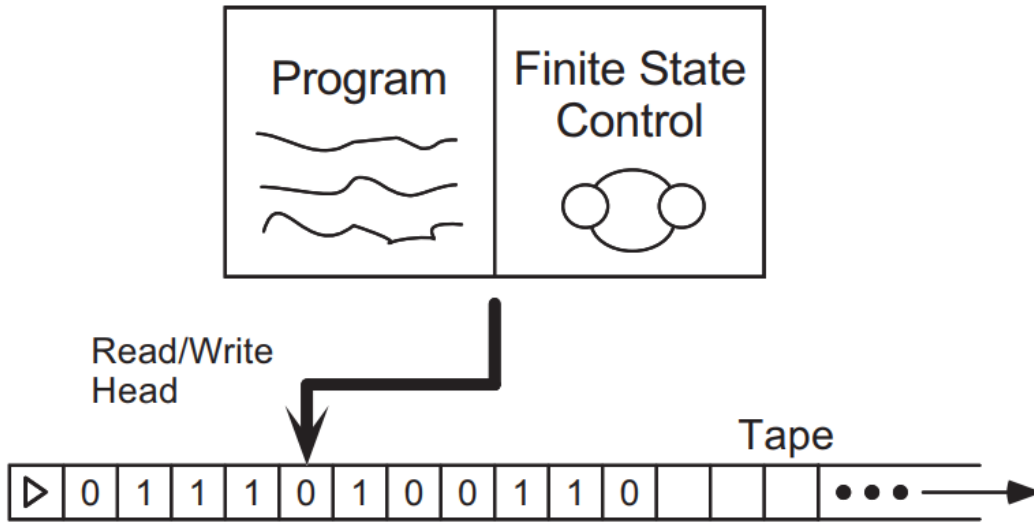 Program
Finite State
Control
Read/Write
Head
Tape
0 1 1 1 0 1 0 0 1 1 0